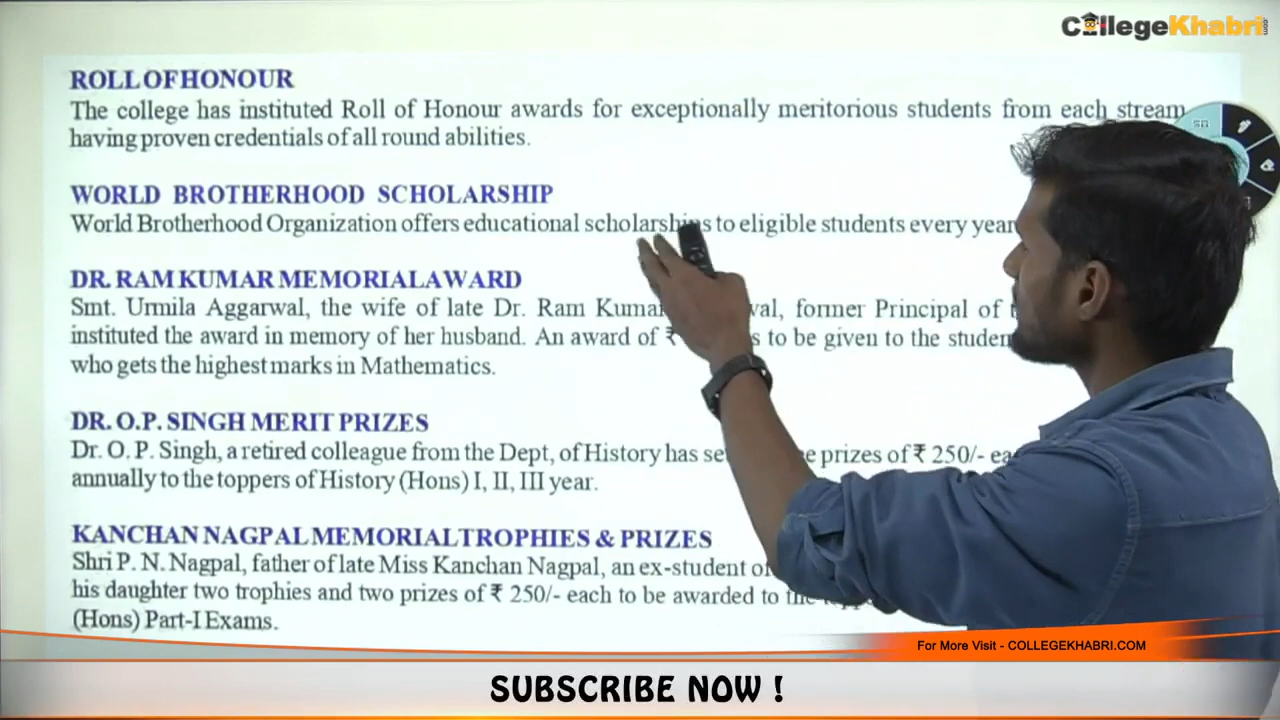 CollegeKhabri.com
ROLL OF HONOUR
The college has instituted Roll of Honour awards for exceptionally meritorious students from each stream
having proven credentials of all round abilities.
WORLD BROTHERHOOD SCHOLARSHIP
World Brotherhood Organization offers educational scholarships to eligible students every year
DR. RAM KUMAR MEMORIAL AWARD
Smt. Urmila Aggarwal, the wife of late Dr. Ram Kumar former Principal of
instituted the award in memory of her husband. An award of ₹ to be given to the student
who gets the highest marks in Mathematics.
DR. O.P. SINGH MERIT PRIZES
Dr. O. P. Singh, a retired colleague from the Dept, of History has prizes of ₹ 250/-
annually to the toppers of History (Hons) I, II, III year.
KANCHAN NAGPAL MEMORIAL TROPHIES & PRIZES
Shri P. N. Nagpal, father of late Miss Kanchan Nagpal, an ex-student
his daughter two trophies and two prizes of ₹ 250/- each to be awarded to the
(Hons) Part-I Exams.
For More Visit - COLLEGEKHABRI.COM
SUBSCRIBE NOW !